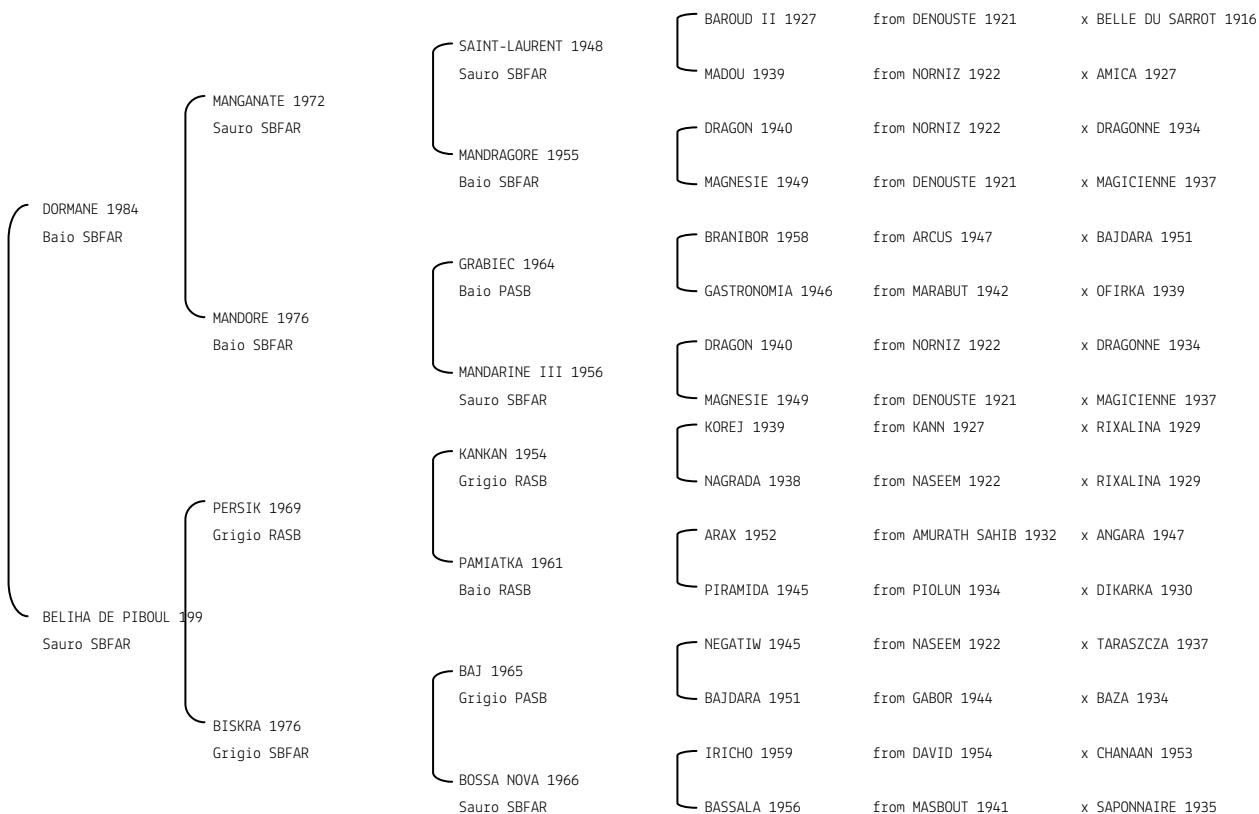 BAROUD II 1927 from DENOUSTE 1921 x BELLE DU SARROT 1916
SAINT-LAURENT 1948
Sauro SBFAR MADOU 1939 from NORNIZ 1922 x AMICA 1927
MANGANATE 1972
Sauro SBFAR DRAGON 1940 from NORNIZ 1922 x DRAGONNE 1934
MANDRAGORE 1955
Baio SBFAR MAGNESIE 1949 from DENOUSTE 1921 x MAGICIENNE 1937
DORMANE 1984
Baio SBFAR BRANIBOR 1958 from ARCUS 1947 x BAJDARA 1951
GRABIEC 1964
Baio PASB GASTRONOMIA 1946 from MARABUT 1942 x OFIRKA 1939
MANDORE 1976
Baio SBFAR DRAGON 1940 from NORNIZ 1922 x DRAGONNE 1934
MANDARINE III 1956
Sauro SBFAR MAGNESIE 1949 from DENOUSTE 1921 x MAGICIENNE 1937
KOREJ 1939 from KANN 1927 x RIXALINA 1929
KANKAN 1954
Grigio RASB NAGRADA 1938 from NASEEM 1922 x RIXALINA 1929
PERSIK 1969
Grigio RASB ARAX 1952 from AMURATH SAHIB 1932 x ANGARA 1947
PAMIATKA 1961
Baio RASB PIRAMIDA 1945 from PIOLUN 1934 x DIKARKA 1930
BELIHA DE PIBOUL 199
Sauro SBFAR NEGATIW 1945 from NASEEM 1922 x TARASZCZA 1937
BAJ 1965
Grigio PASB BAJDARA 1951 from GABOR 1944 x BAZA 1934
BISKRA 1976
Grigio SBFAR IRICHO 1959 from DAVID 1954 x CHANAAN 1953
BOSSA NOVA 1966
Sauro SBFAR BASSALA 1956 from MASBOUT 1941 x SAPONNAIRE 1935